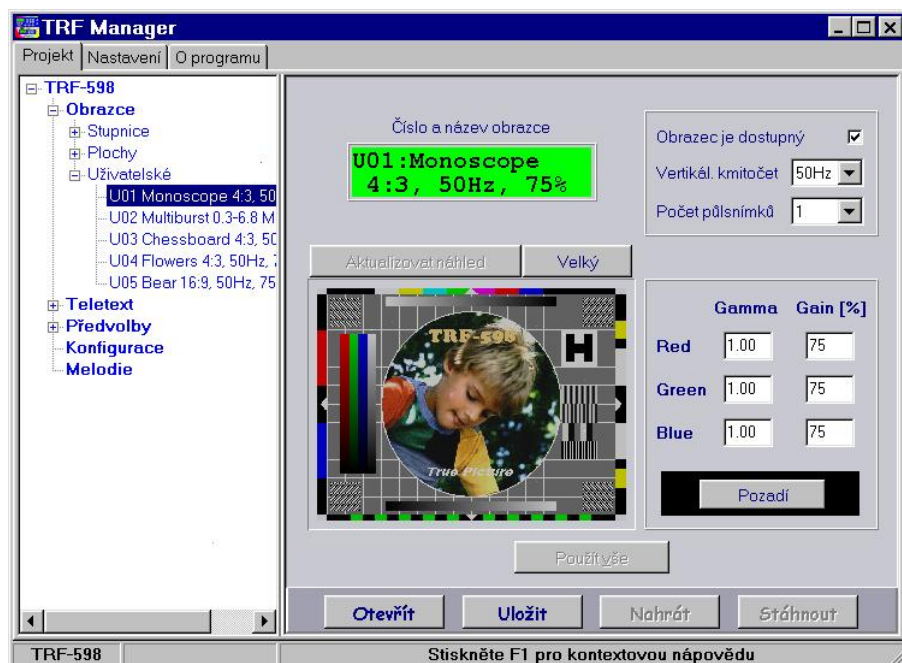 TRF Manager
Projekt Nastavení O programu
TRF-598
Obrazce
Stupnice
Plochy
Uživatelské
U01 Monoscope 4:3, 50
U02 Multiburst 0.3-6.8 M
U03 Chessboard 4:3, 50
U04 Flowers 4:3, 50Hz, 7
U05 Bear 16:9, 50Hz, 75
Teletext
Předvolby
Konfigurace
Melodie
Číslo a název obrazce
U01:Monoscope
4:3, 50Hz, 75%
Obrazec je dostupný
Vertikál. kmitočet 50Hz
Počet půlsnímků 1
Aktualizovat náhled Velký
TRF-598
H
True Picture
Gamma Gain [%]
Red 1.00 75
Green 1.00 75
Blue 1.00 75
Pozadí
Použít vše
Otevřít Uložit Nahrát Stáhnout
TRF-598 Stiskněte F1 pro kontextovou nápovědu